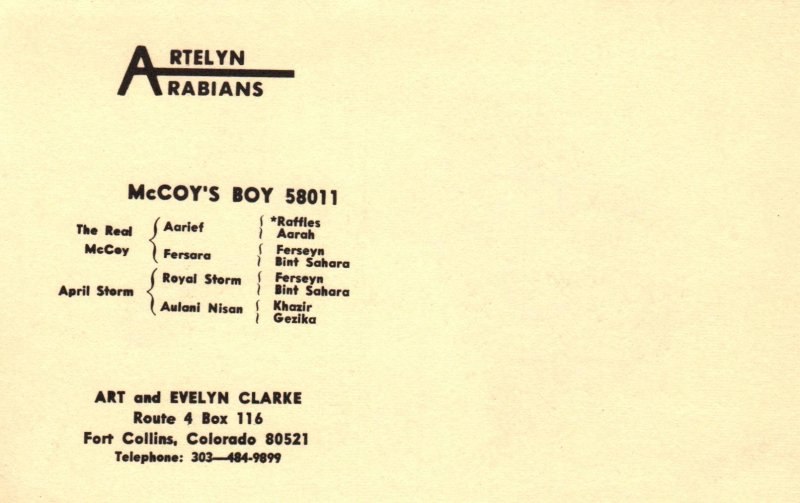 ARTELYN
ARABIANS
McCOY'S BOY 58011
The Real McCoy
Aarief
*Raffles
Aarah
Fersara
Ferseyn
Bint Sahara
April Storm
Royal Storm
Ferseyn
Bint Sahara
Aulani Nisan
Khazir
Gezika
ART and EVELYN CLARKE
Route 4 Box 116
Fort Collins, Colorado 80521
Telephone: 303—484-9899